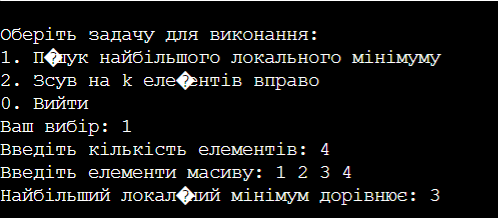 Оберіть задачу для виконання:
1. П�шук найбільшого локального мінімуму
2. Зсув на k еле�ентів вправо
0. Вийти
Ваш вибір: 1
Введіть кількість елементів: 4
Введіть елементи масиву: 1 2 3 4
Найбільший локал�ний мінімум дорівнює: 3